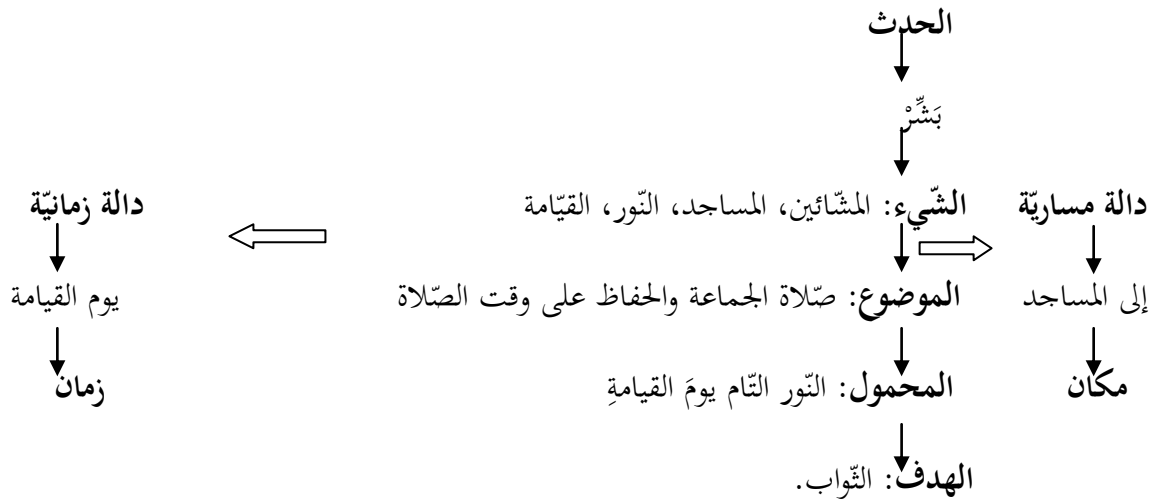 الحدث
بَشِّرْ
دالة مساريّة الشّيء: المشّائين، المساجد، النّور، القيّامة دالة زمانيّة
إلى المساجد الموضوع: صّلاة الجماعة والحفاظ على وقت الصّلاة يوم القيامة
مكان المحمول: النّور التّام يومَ القيامةِ زمان
الهدف: الثّواب.